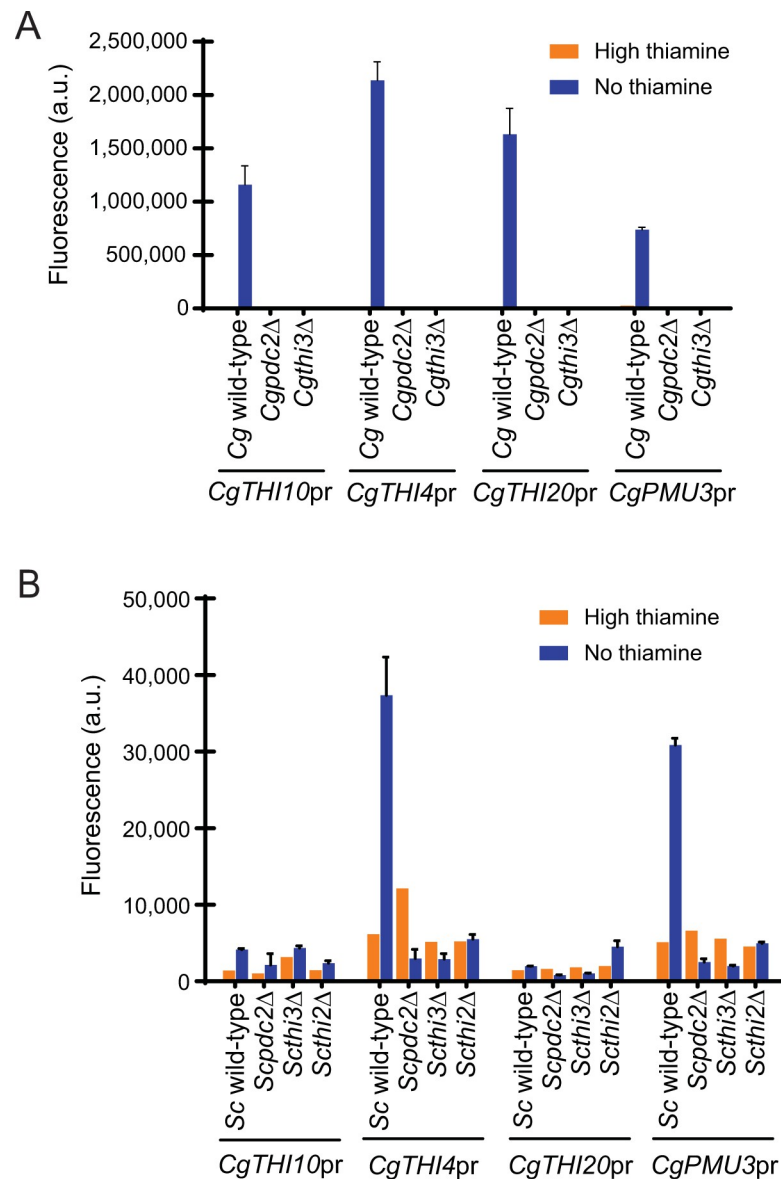 A
2,500,000
2,000,000
1,500,000
1,000,000
500,000
0
Fluorescence (a.u.)
High thiamine
No thiamine
Cg wild-type
Cgpdc2Δ
Cgthi3Δ
Cg wild-type
Cgpdc2Δ
Cgthi3Δ
Cg wild-type
Cgpdc2Δ
Cgthi3Δ
Cg wild-type
Cgpdc2Δ
Cgthi3Δ
CgTHI10pr CgTHI4pr CgTHI20pr CgPMU3pr
B
50,000
40,000
30,000
20,000
10,000
0
Fluorescence (a.u.)
High thiamine
No thiamine
Sc wild-type
Scpdc2Δ
Scthi3Δ
Scthi2Δ
Sc wild-type
Scpdc2Δ
Scthi3Δ
Scthi2Δ
Sc wild-type
Scpdc2Δ
Scthi3Δ
Scthi2Δ
Sc wild-type
Scpdc2Δ
Scthi3Δ
Scthi2Δ
CgTHI10pr CgTHI4pr CgTHI20pr CgPMU3pr